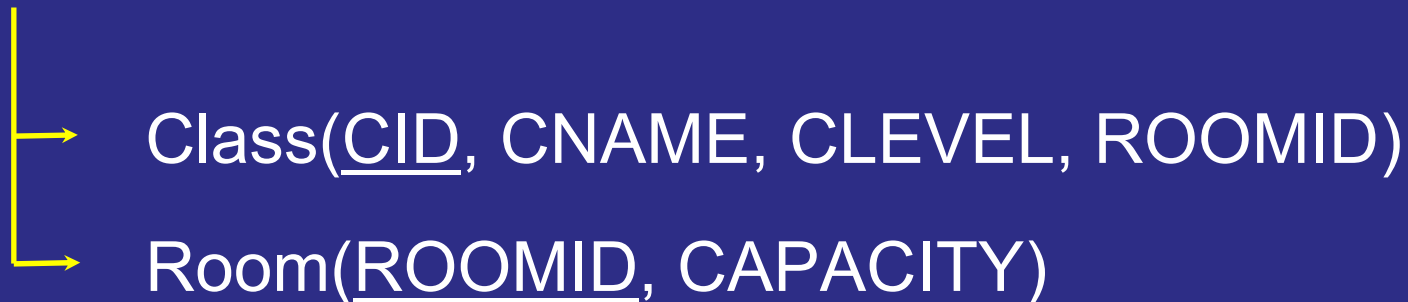 Class(CID, CNAME, CLEVEL, ROOMID)
Room(ROOMID, CAPACITY)